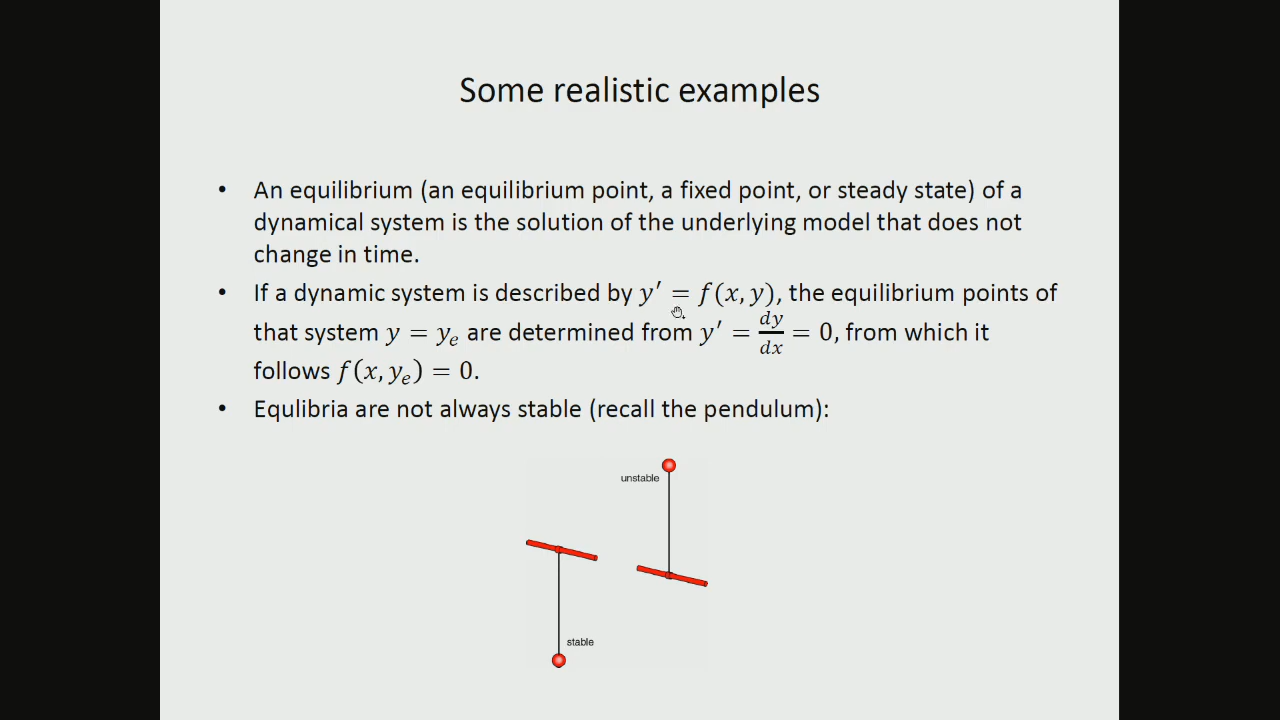 Some realistic examples
• An equilibrium (an equilibrium point, a fixed point, or steady state) of a
dynamical system is the solution of the underlying model that does not
change in time.
• If a dynamic system is described by y′ = f(x, y), the equilibrium points of
that system y = yₑ are determined from y′ = dy/dx = 0, from which it
follows f(x, yₑ) = 0.
• Equlibria are not always stable (recall the pendulum):
unstable
stable